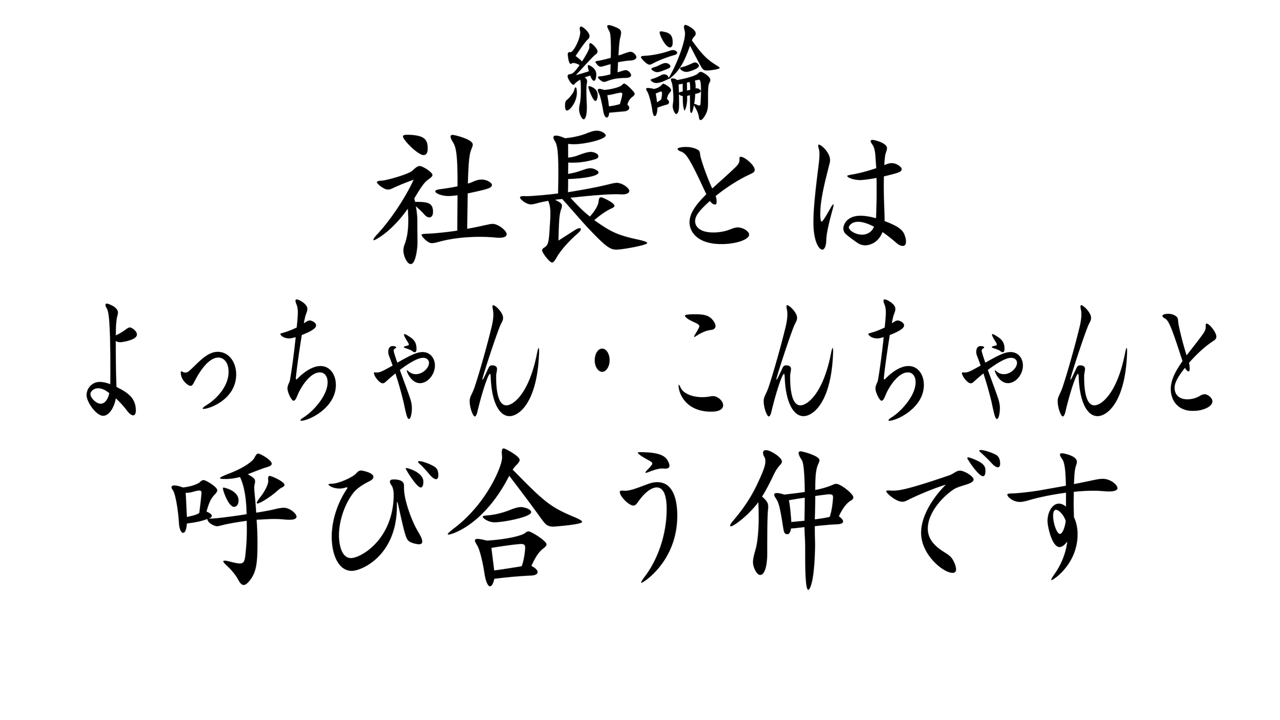 結論
社長とは
よっちゃん・こんちゃんと
呼び合う仲です